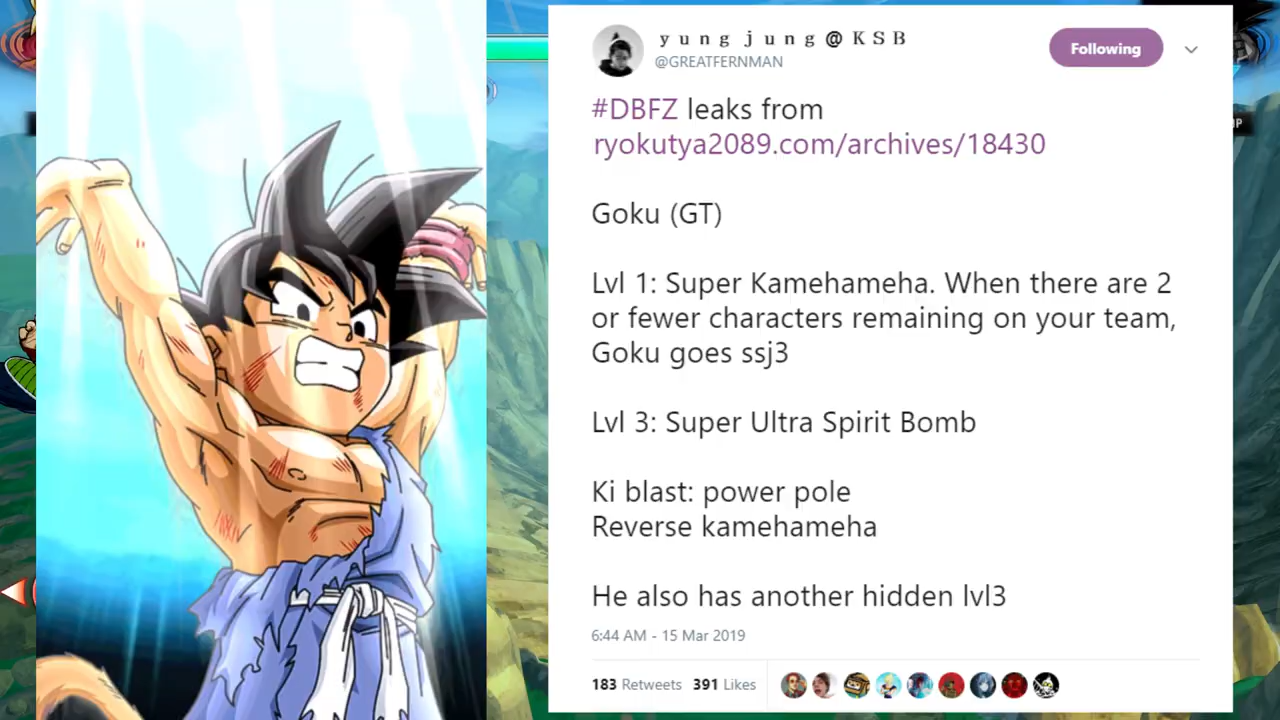 yung jung@KSB
@GREATFERNMAN
Following
#DBFZ leaks from
ryokutya2089.com/archives/18430
Goku (GT)
Lvl 1: Super Kamehameha. When there are 2
or fewer characters remaining on your team,
Goku goes ssj3
Lvl 3: Super Ultra Spirit Bomb
Ki blast: power pole
Reverse kamehameha
He also has another hidden lvl3
6:44 AM - 15 Mar 2019
183 Retweets 391 Likes